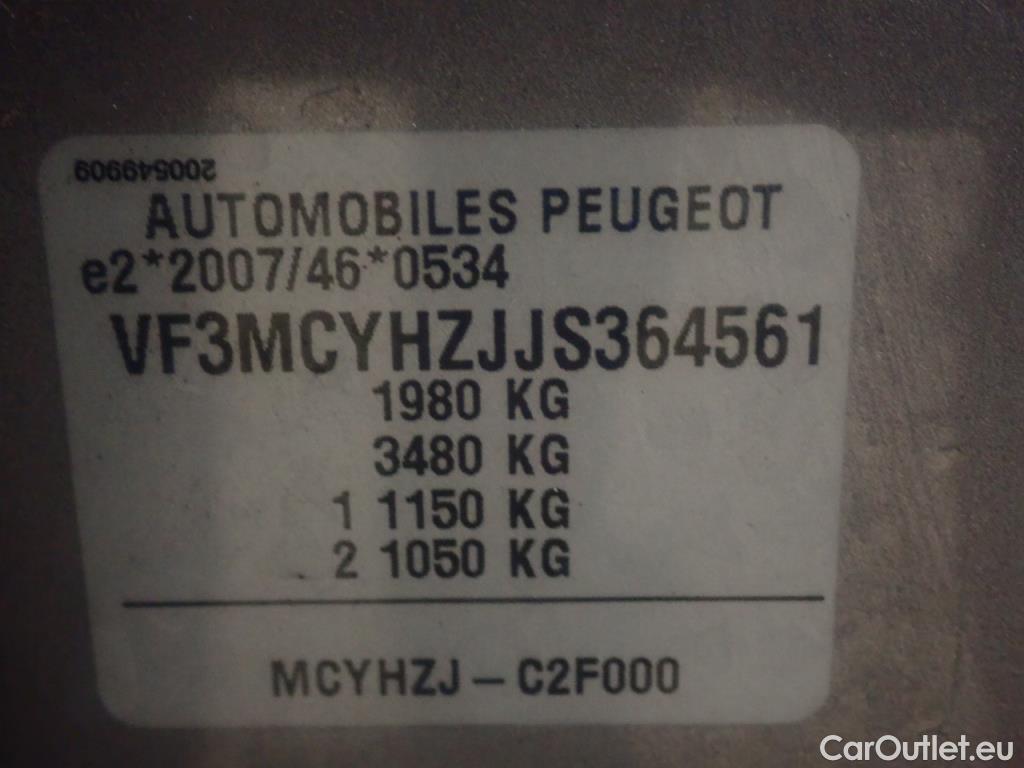 200549909
AUTOMOBILES PEUGEOT
e2*2007/46*0534
VF3MCYHZJJS364561
1980 KG
3480 KG
1 1150 KG
2 1050 KG
MCYHZJ – C2F000
CarOutlet.eu